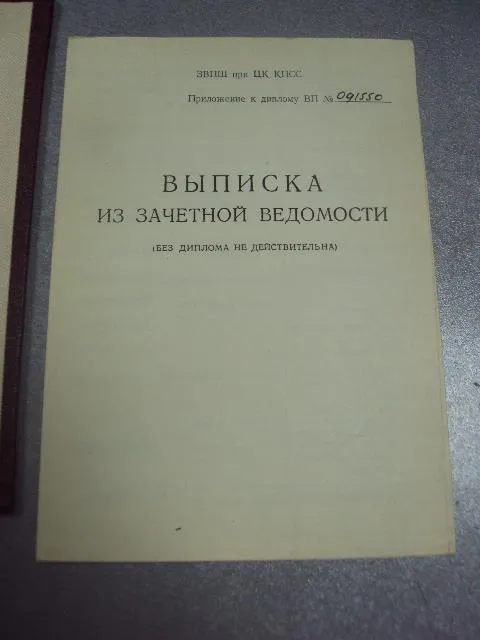 ЗВПШ при ЦК КПСС
Приложение к диплому ВП № 091550
ВЫПИСКА
ИЗ ЗАЧЕТНОЙ ВЕДОМОСТИ
(БЕЗ ДИПЛОМА НЕ ДЕЙСТВИТЕЛЬНА)